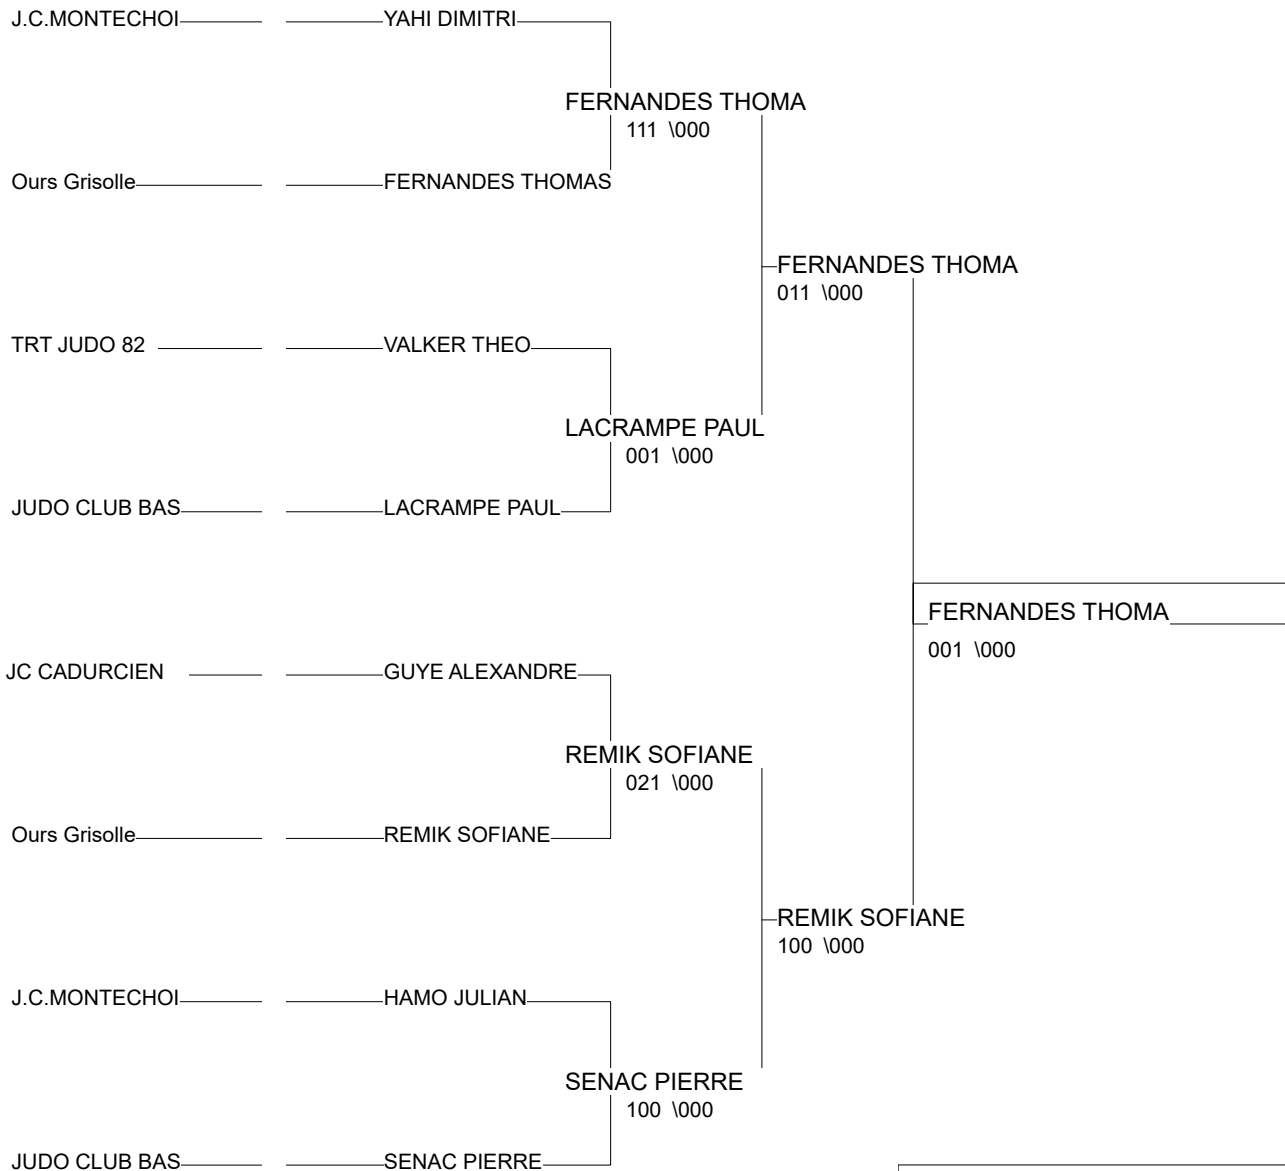 J.C.MONTECHOI YAHI DIMITRI
FERNANDES THOMA
111 \000
Ours Grisolle FERNANDES THOMAS
FERNANDES THOMA
011 \000
TRT JUDO 82 VALKER THEO
LACRAMPE PAUL
001 \000
JUDO CLUB BAS LACRAMPE PAUL
FERNANDES THOMA
001 \000
JC CADURCIEN GUYE ALEXANDRE
REMIK SOFIANE
021 \000
Ours Grisolle REMIK SOFIANE
REMIK SOFIANE
100 \000
J.C.MONTECHOI HAMO JULIAN
SENAC PIERRE
100 \000
JUDO CLUB BAS SENAC PIERRE